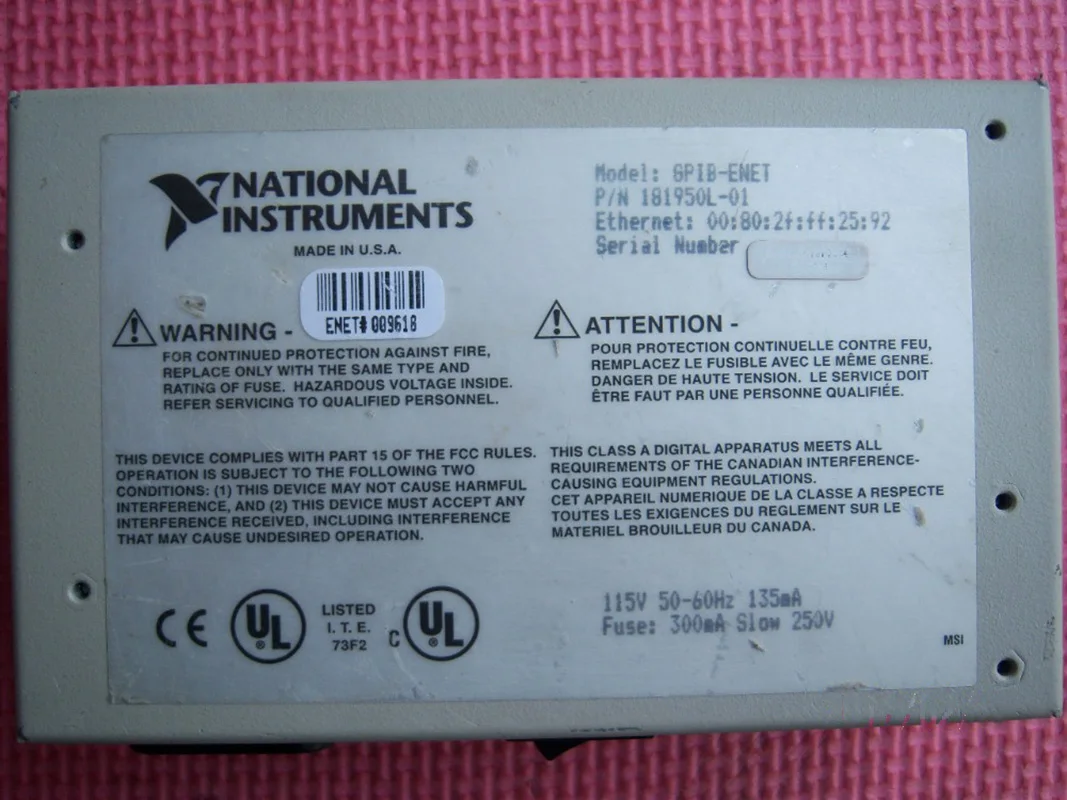 NATIONAL
INSTRUMENTS
MADE IN U.S.A.
Model: GPIB-ENET
P/N 181950L-01
Ethernet: 00:80:2f:ff:25:92
Serial Number
ENET# 009618
WARNING -
FOR CONTINUED PROTECTION AGAINST FIRE,
REPLACE ONLY WITH THE SAME TYPE AND
RATING OF FUSE. HAZARDOUS VOLTAGE INSIDE.
REFER SERVICING TO QUALIFIED PERSONNEL.
ATTENTION -
POUR PROTECTION CONTINUELLE CONTRE FEU,
REMPLACEZ LE FUSIBLE AVEC LE MÊME GENRE.
DANGER DE HAUTE TENSION. LE SERVICE DOIT
ÊTRE FAUT PAR UNE PERSONNE QUALIFIÉE.
THIS DEVICE COMPLIES WITH PART 15 OF THE FCC RULES.
OPERATION IS SUBJECT TO THE FOLLOWING TWO
CONDITIONS: (1) THIS DEVICE MAY NOT CAUSE HARMFUL
INTERFERENCE, AND (2) THIS DEVICE MUST ACCEPT ANY
INTERFERENCE RECEIVED, INCLUDING INTERFERENCE
THAT MAY CAUSE UNDESIRED OPERATION.
THIS CLASS A DIGITAL APPARATUS MEETS ALL
REQUIREMENTS OF THE CANADIAN INTERFERENCE-
CAUSING EQUIPMENT REGULATIONS.
CET APPAREIL NUMERIQUE DE LA CLASSE A RESPECTE
TOUTES LES EXIGENCES DU REGLEMENT SUR LE
MATERIEL BROUILLEUR DU CANADA.
CE
UL
®
LISTED
I. T. E.
73F2
C
UL
®
115V 50-60Hz 135mA
Fuse: 300mA Slow 250V
MSI